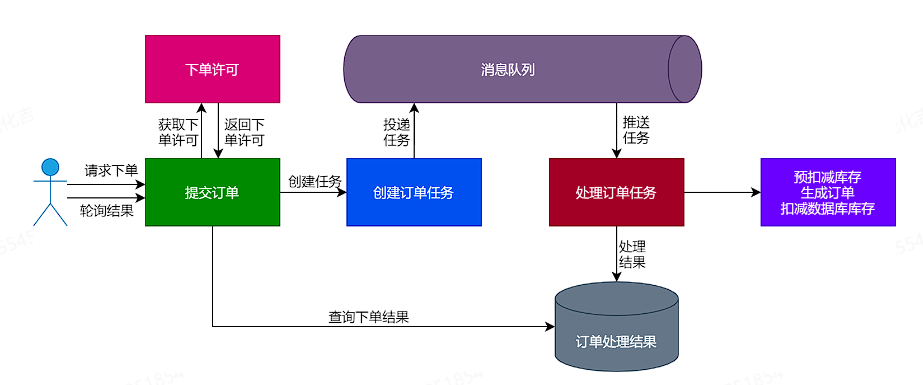 下单许可
消息队列
获取下
单许可
返回下
单许可
投递
任务
推送
任务
请求下单
轮询结果
提交订单
创建任务
创建订单任务
处理订单任务
预扣减库存
生成订单
扣减数据库库存
处理
结果
查询下单结果
订单处理结果